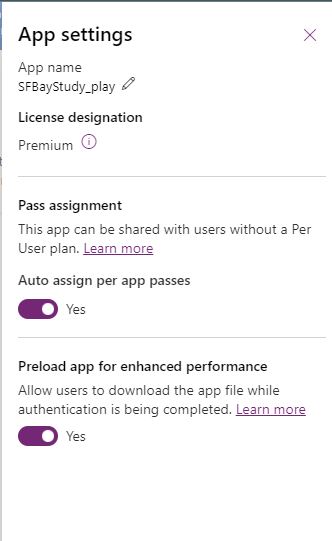 App settings
App name
SFBayStudy_play
License designation
Premium
Pass assignment
This app can be shared with users without a Per
User plan. Learn more
Auto assign per app passes
Yes
Preload app for enhanced performance
Allow users to download the app file while
authentication is being completed. Learn more
Yes